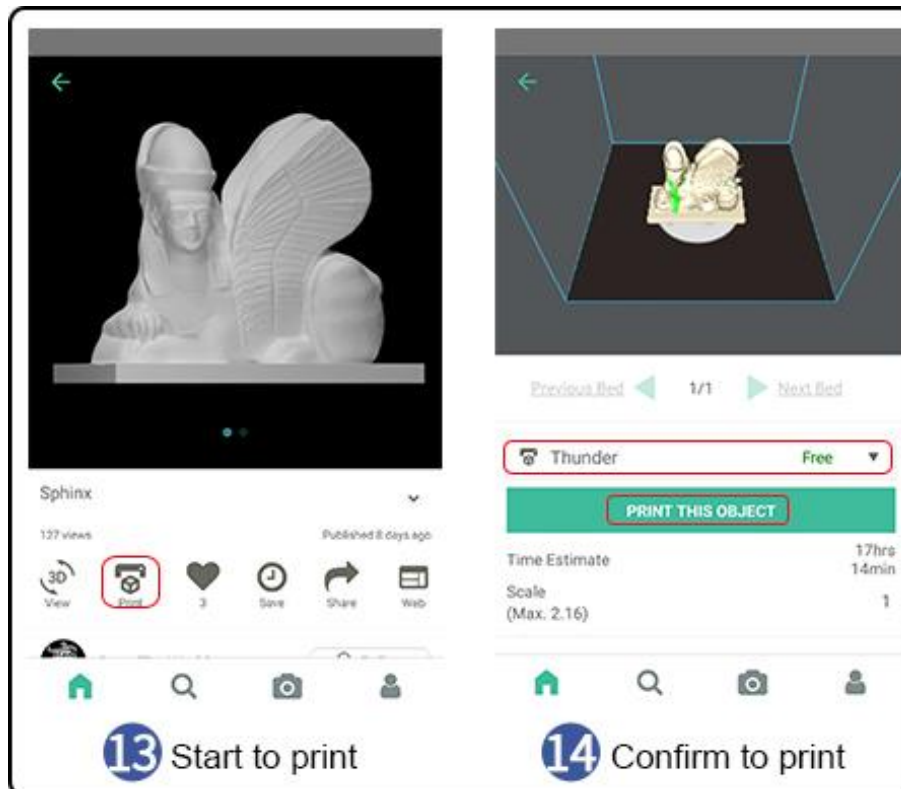 Sphinx
127 views
Published 8 days ago
3D
View
Print
3
Save
Share
Web
13 Start to print
Previous Bed
1/1
Next Bed
Thunder
Free
PRINT THIS OBJECT
Time Estimate
17hrs
14min
Scale
(Max. 2.16)
1
14 Confirm to print